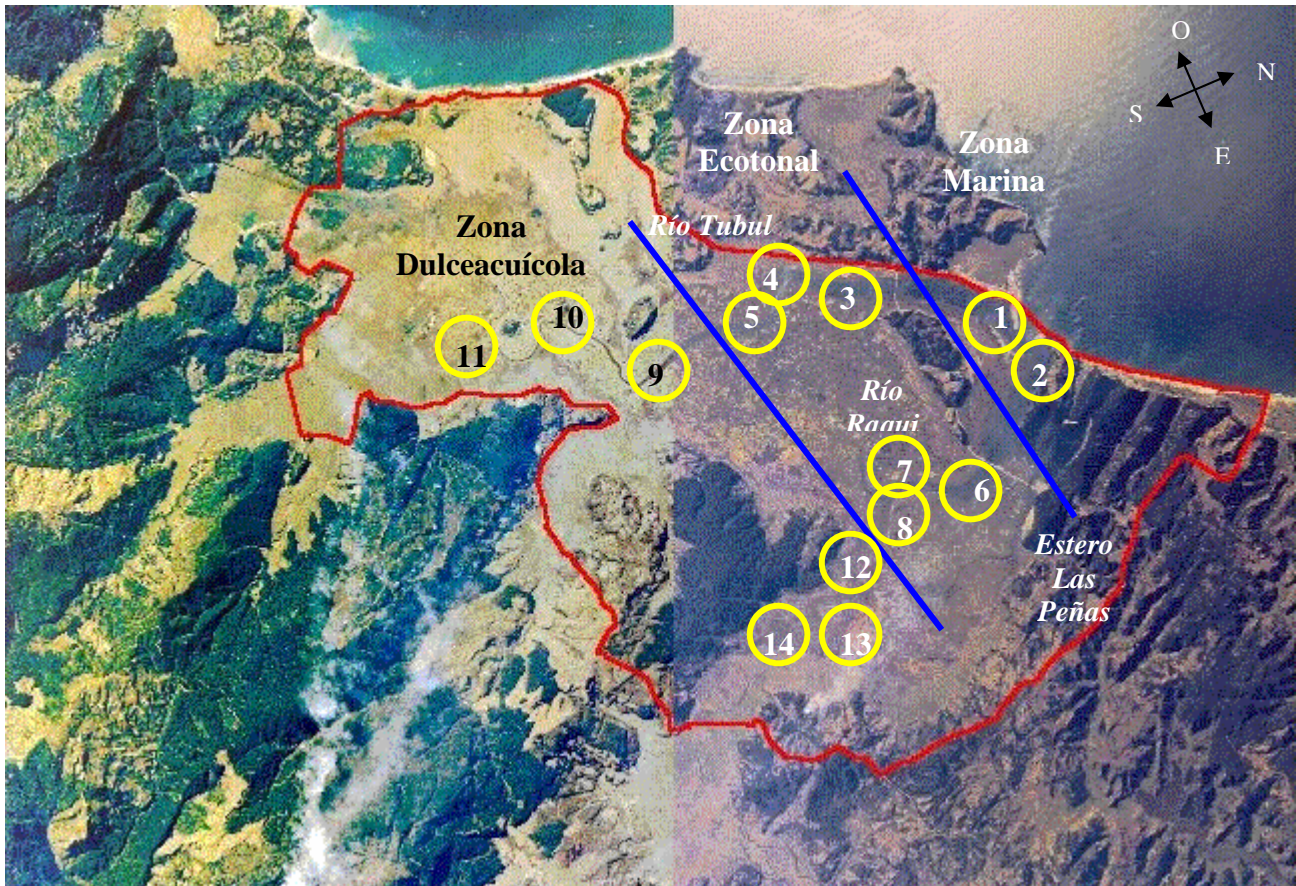 O
N
S
E
Zona
Ecotonal
Zona
Marina
Zona
Dulceacuícola
Río Tubul
4
3
5
1
2
10
11
9
Río
Raqui
7
6
8
12
14
13
Estero
Las
Peñas